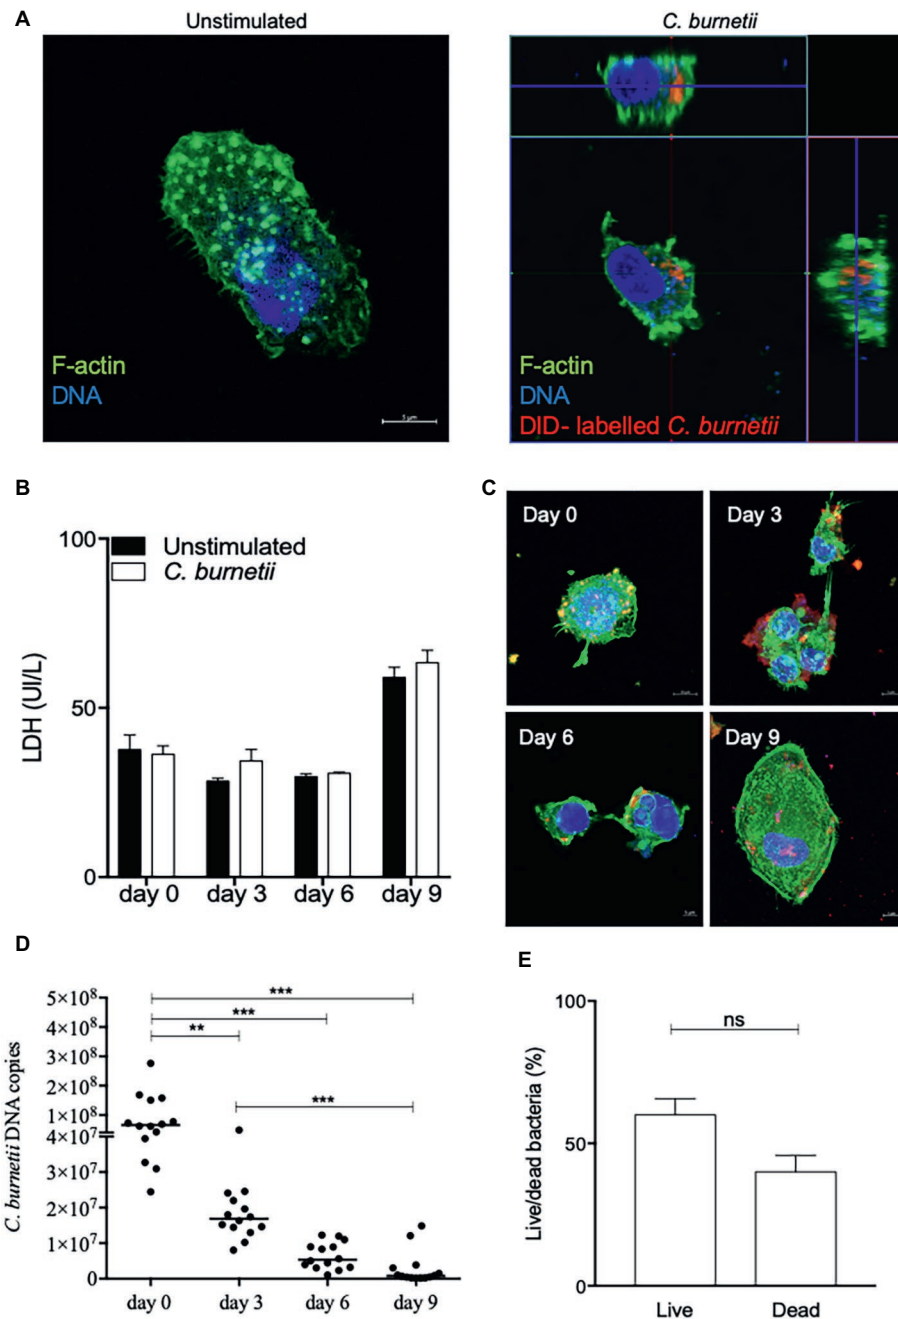 A
Unstimulated
C. burnetii
F-actin
DNA
5 µm
F-actin
DNA
DID- labelled C. burnetii
B
100
50
0
LDH (UI/L)
Unstimulated
C. burnetii
day 0
day 3
day 6
day 9
C
Day 0
Day 3
Day 6
Day 9
D
C. burnetii DNA copies
5×10⁸
4×10⁸
3×10⁸
2×10⁸
1×10⁸
4×10⁷
3×10⁷
2×10⁷
1×10⁷
0
***
***
**
***
day 0
day 3
day 6
day 9
E
Live/dead bacteria (%)
100
50
0
ns
Live
Dead